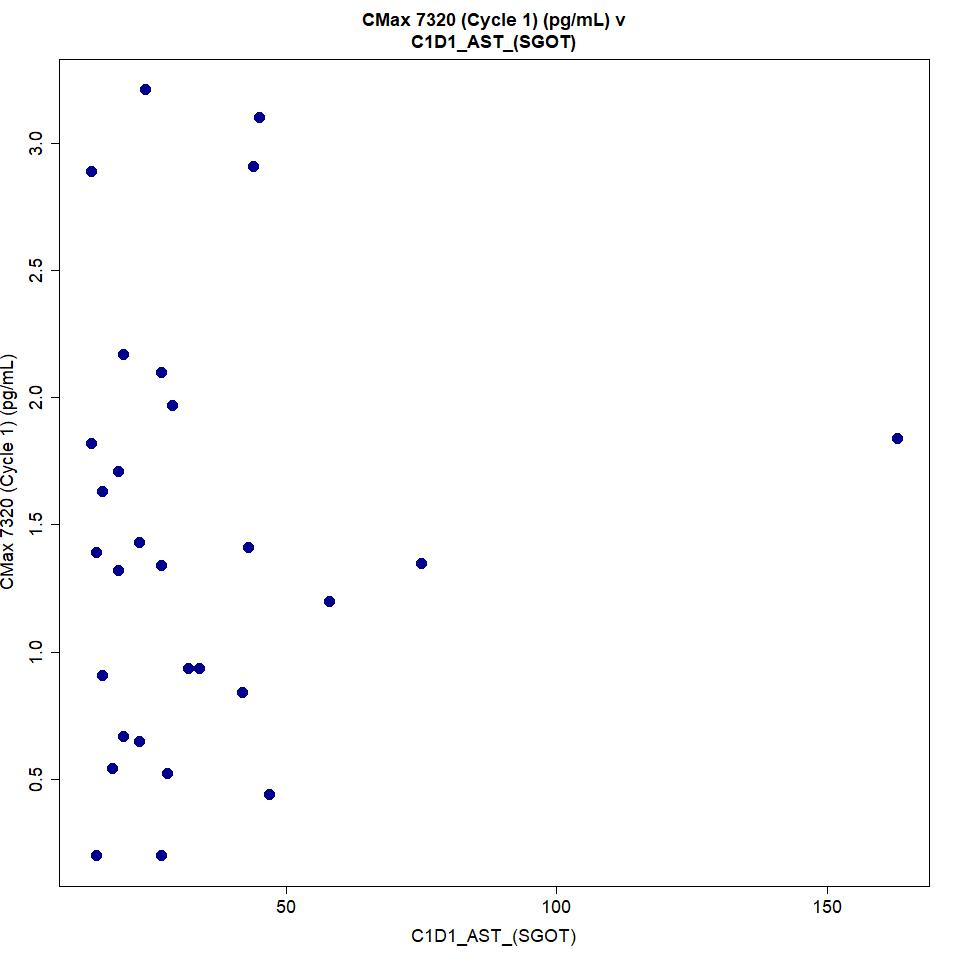 CMax 7320 (Cycle 1) (pg/mL) v
C1D1_AST_(SGOT)
CMax 7320 (Cycle 1) (pg/mL)
3.0
2.5
2.0
1.5
1.0
0.5
50
100
150
C1D1_AST_(SGOT)